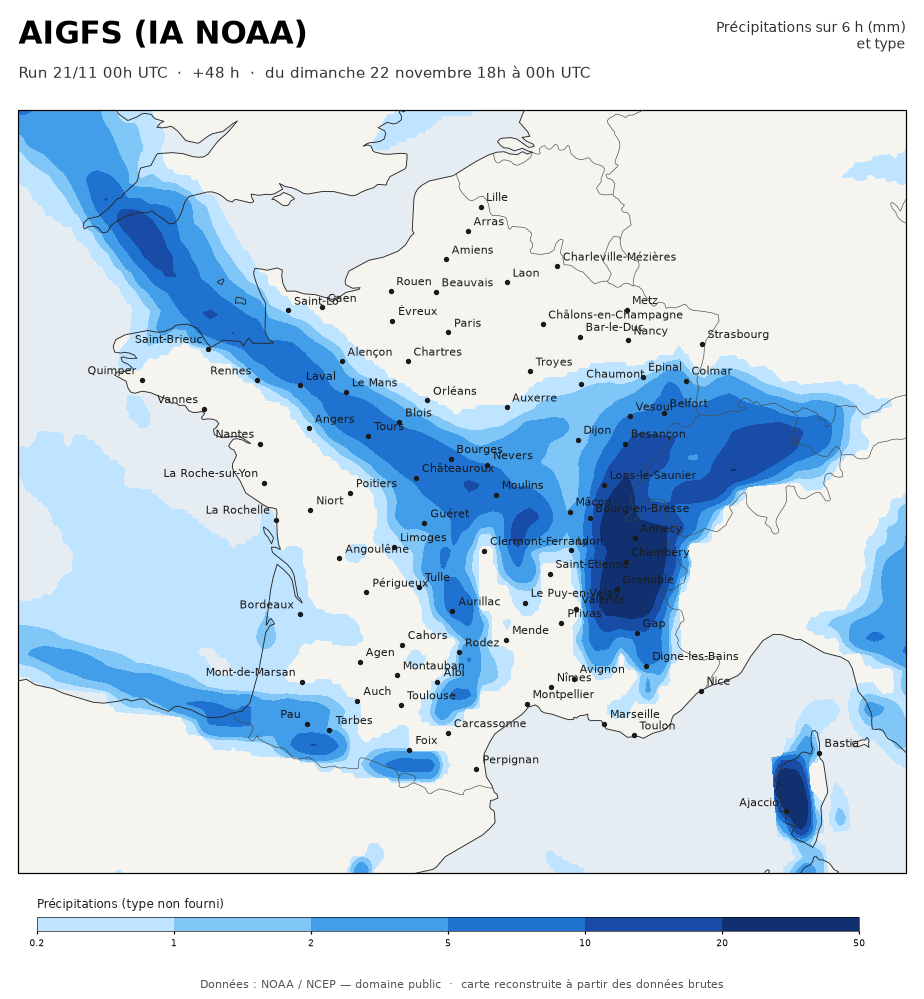 AIGFS (IA NOAA)
Précipitations sur 6 h (mm)
et type
Run 21/11 00h UTC · +48 h · du dimanche 22 novembre 18h à 00h UTC
Lille
Arras
Amiens
Charleville-Mézières
Laon
Rouen
Beauvais
Saint-Lô
Caen
Metz
Évreux
Châlons-en-Champagne
Paris
Bar-le-Duc
Nancy
Strasbourg
Saint-Brieuc
Alençon
Chartres
Troyes
Quimper
Rennes
Laval
Le Mans
Chaumont
Épinal
Colmar
Vannes
Orléans
Auxerre
Vesoul
Belfort
Nantes
Angers
Tours
Blois
Dijon
Besançon
Bourges
Nevers
La Roche-sur-Yon
Poitiers
Châteauroux
Moulins
Lons-le-Saunier
La Rochelle
Niort
Guéret
Mâcon
Bourg-en-Bresse
Angoulême
Limoges
Clermont-Ferrand
Lyon
Annecy
Chambéry
Périgueux
Tulle
Saint-Étienne
Grenoble
Bordeaux
Aurillac
Le Puy-en-Velay
Valence
Privas
Gap
Cahors
Rodez
Mende
Mont-de-Marsan
Agen
Montauban
Albi
Nîmes
Avignon
Digne-les-Bains
Auch
Toulouse
Montpellier
Nice
Pau
Tarbes
Carcassonne
Marseille
Toulon
Foix
Perpignan
Bastia
Ajaccio
Précipitations (type non fourni)
0.2 1 2 5 10 20 50
Données : NOAA / NCEP — domaine public · carte reconstruite à partir des données brutes